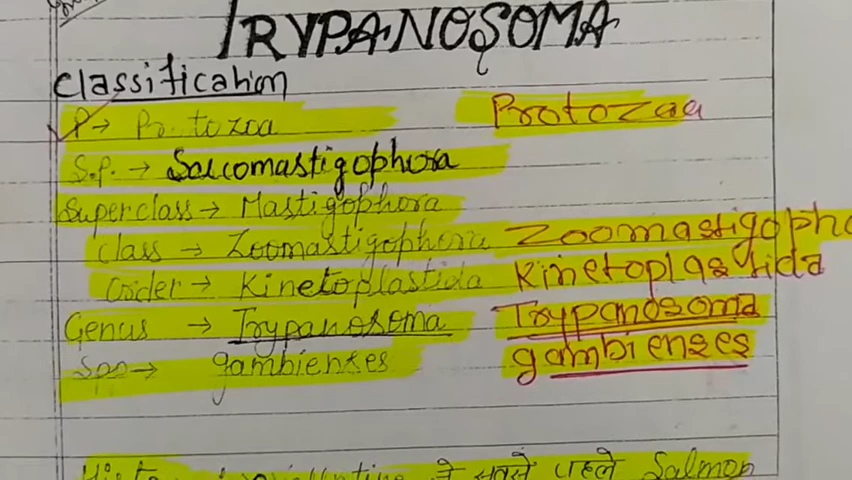 TRYPANOSOMA
Classification
P → Protozoa Protozoa
S.P. → Sarcomastigophora
Superclass → Mastigophora
class → Zoomastigophora Zoomastigopho
order → Kinetoplastida Kinetoplastida
Genus → Trypanosoma Trypanosoma
Spp → gambienses gambienses
ने सबसे पहले Salmon